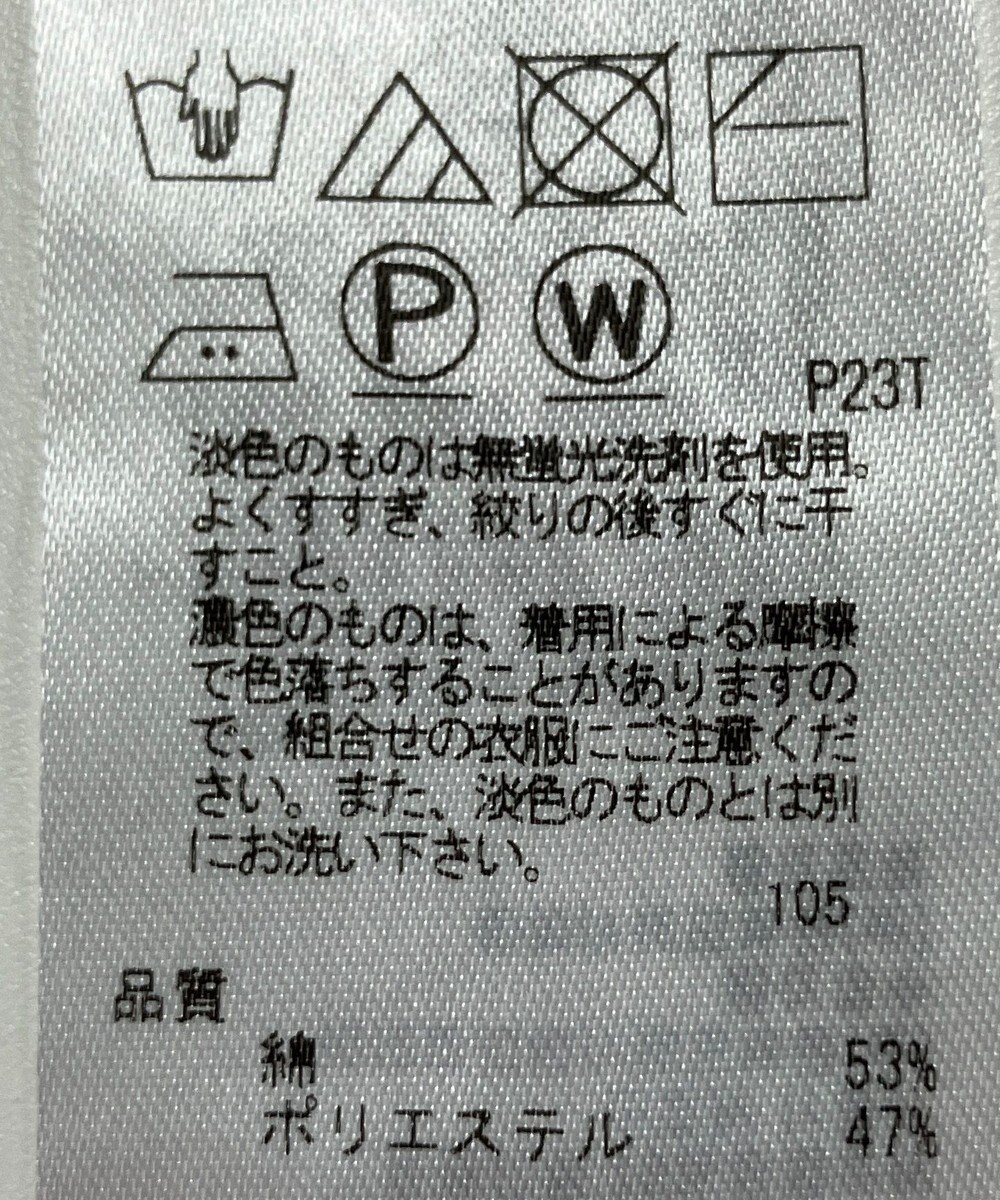 P W
P23T
淡色のものは無蛍光洗剤を使用。
よくすすぎ、絞りの後すぐに干
すこと。
濃色のものは、着用による摩擦
で色落ちすることがありますの
で、組合せの衣服にご注意くだ
さい。また、淡色のものとは別
にお洗い下さい。
105
品質
綿 53%
ポリエステル 47%